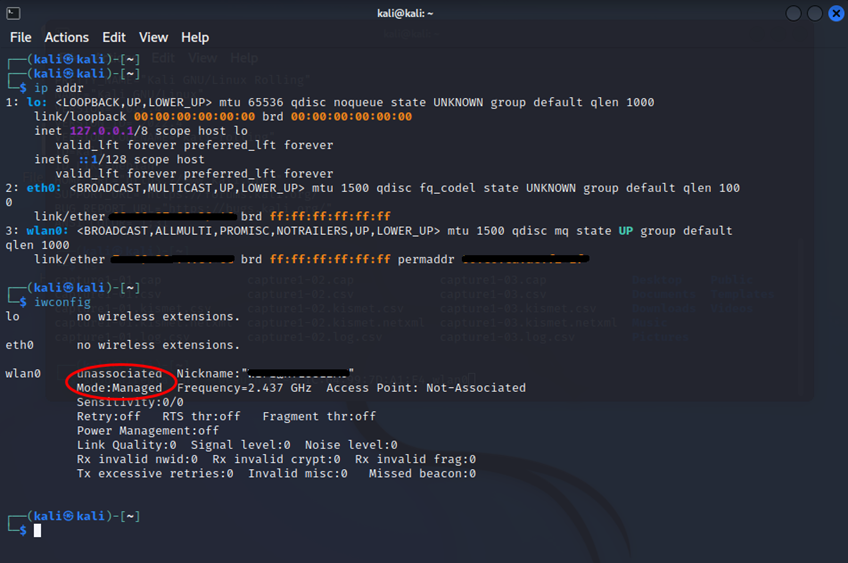 kali@kali: ~
File Actions Edit View Help
┌──(kali㉿kali)-[~]
┌──(kali㉿kali)-[~]
└─$ ip addr
1: lo: <LOOPBACK,UP,LOWER_UP> mtu 65536 qdisc noqueue state UNKNOWN group default qlen 1000
link/loopback 00:00:00:00:00:00 brd 00:00:00:00:00:00
inet 127.0.0.1/8 scope host lo
valid_lft forever preferred_lft forever
inet6 ::1/128 scope host
valid_lft forever preferred_lft forever
2: eth0: <BROADCAST,MULTICAST,UP,LOWER_UP> mtu 1500 qdisc fq_codel state UNKNOWN group default qlen 100
0
link/ether brd ff:ff:ff:ff:ff:ff
3: wlan0: <BROADCAST,ALLMULTI,PROMISC,NOTRAILERS,UP,LOWER_UP> mtu 1500 qdisc mq state UP group default
qlen 1000
link/ether brd ff:ff:ff:ff:ff:ff permaddr
┌──(kali㉿kali)-[~]
└─$ iwconfig
lo no wireless extensions.
eth0 no wireless extensions.
wlan0 unassociated Nickname:" "
Mode:Managed Frequency=2.437 GHz Access Point: Not-Associated
Sensitivity:0/0
Retry:off RTS thr:off Fragment thr:off
Power Management:off
Link Quality:0 Signal level:0 Noise level:0
Rx invalid nwid:0 Rx invalid crypt:0 Rx invalid frag:0
Tx excessive retries:0 Invalid misc:0 Missed beacon:0
┌──(kali㉿kali)-[~]
└─$